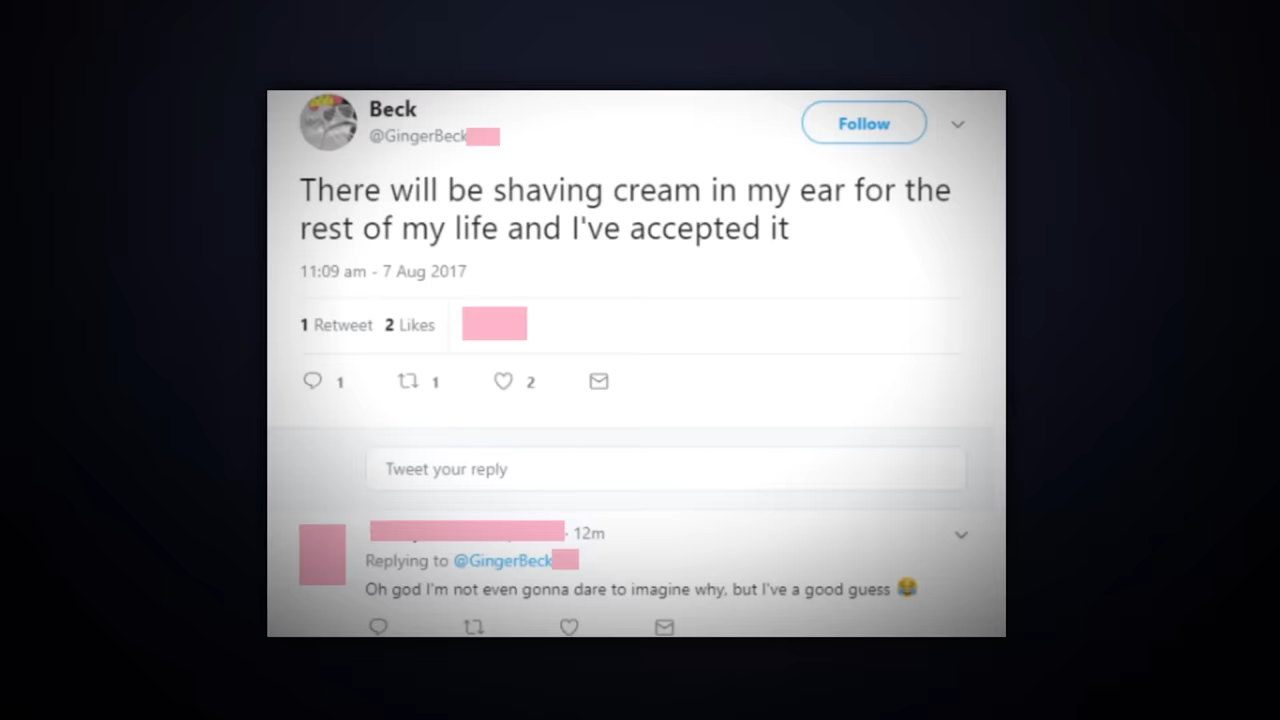 Beck
@GingerBeck
Follow
There will be shaving cream in my ear for the
rest of my life and I've accepted it
11:09 am - 7 Aug 2017
1 Retweet 2 Likes
1 1 2
Tweet your reply
· 12m
Replying to @GingerBeck
Oh god I'm not even gonna dare to imagine why, but I've a good guess 😂